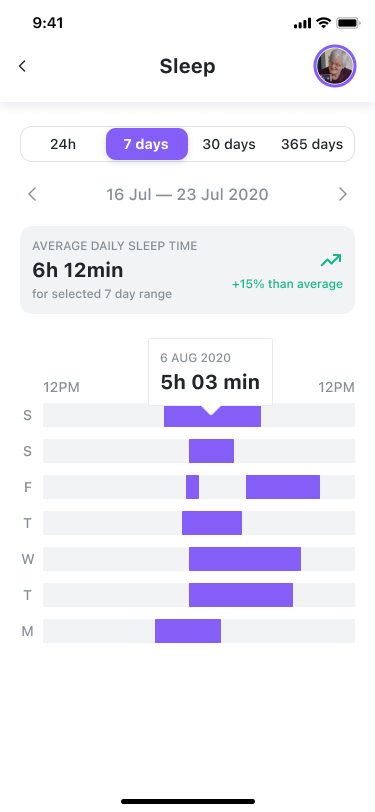 9:41
Sleep
24h 7 days 30 days 365 days
16 Jul — 23 Jul 2020
AVERAGE DAILY SLEEP TIME
6h 12min
for selected 7 day range
+15% than average
6 AUG 2020
5h 03 min
12PM 12PM
S
S
F
T
W
T
M